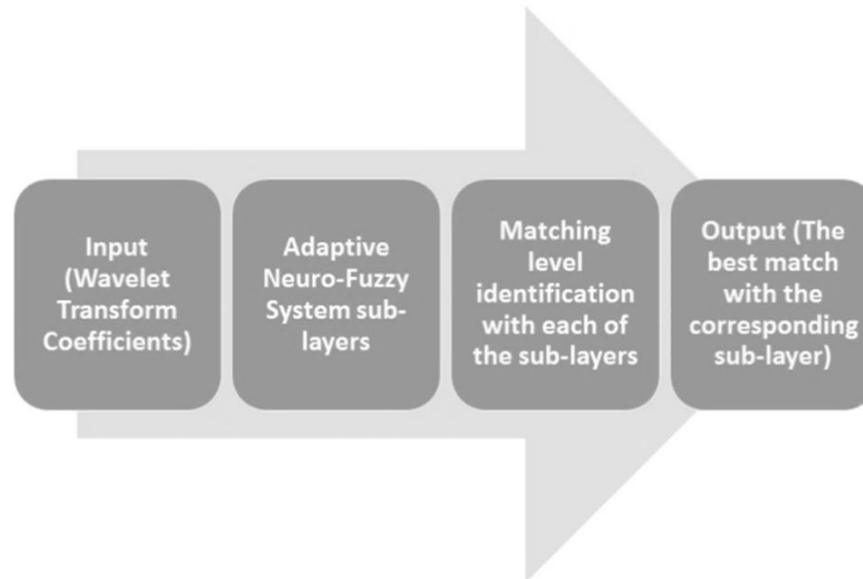 Input
(Wavelet
Transform
Coefficients)
Adaptive
Neuro-Fuzzy
System sub-
layers
Matching
level
identification
with each of
the sub-layers
Output (The
best match
with the
corresponding
sub-layer)